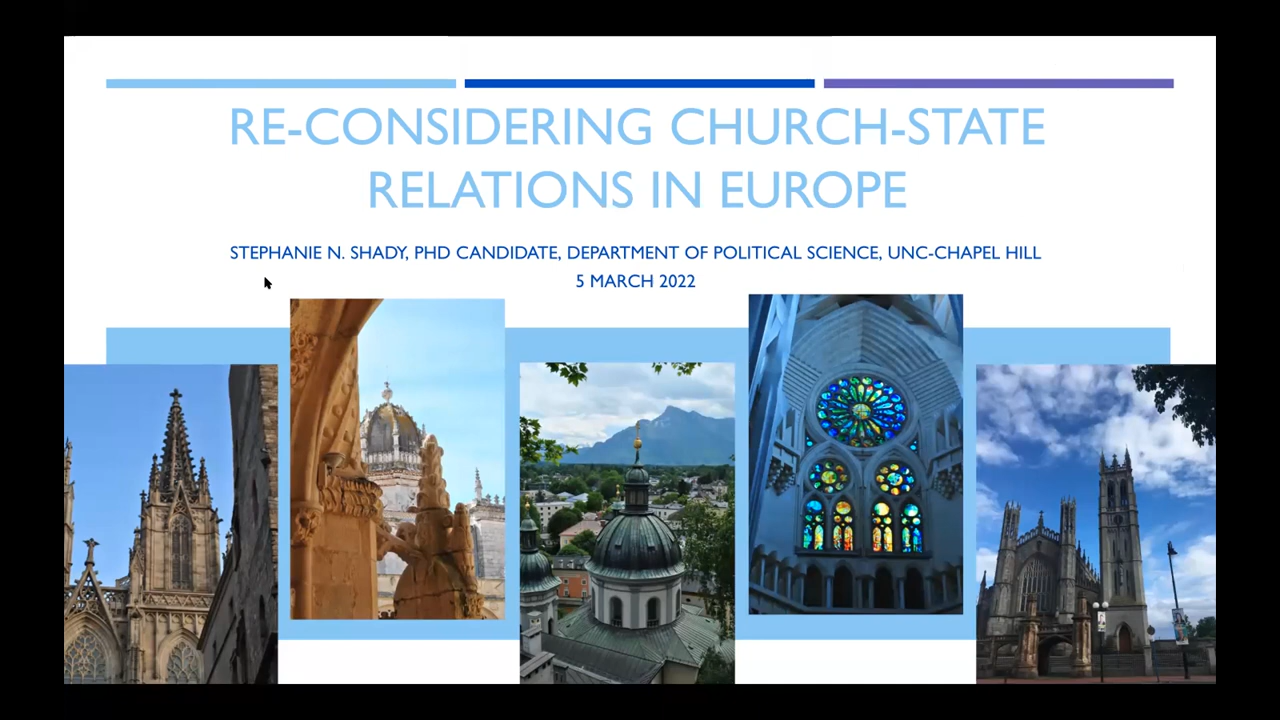 RE-CONSIDERING CHURCH-STATE
RELATIONS IN EUROPE
STEPHANIE N. SHADY, PHD CANDIDATE, DEPARTMENT OF POLITICAL SCIENCE, UNC-CHAPEL HILL
5 MARCH 2022